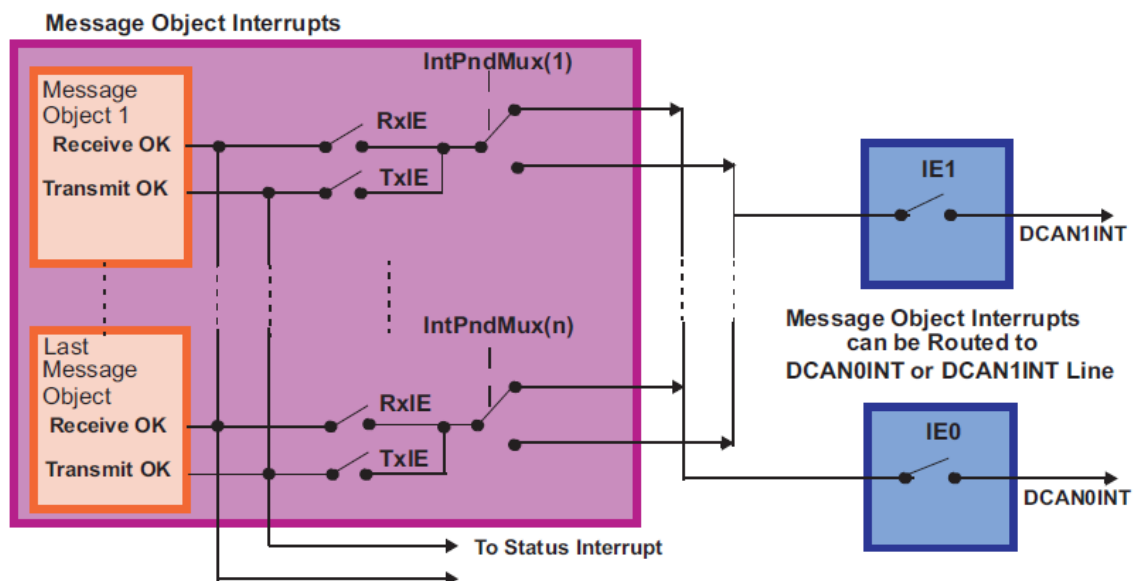 Message Object Interrupts
Message
Object 1
Receive OK
Transmit OK
IntPndMux(1)
RxIE
TxIE
IE1
DCAN1INT
Last
Message
Object
Receive OK
Transmit OK
IntPndMux(n)
RxIE
TxIE
Message Object Interrupts
can be Routed to
DCAN0INT or DCAN1INT Line
IE0
DCAN0INT
To Status Interrupt